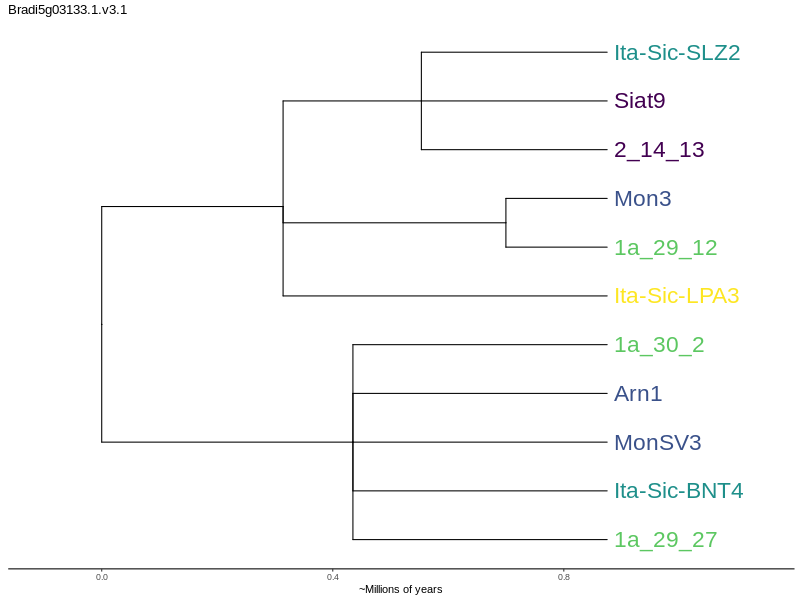 Bradi5g03133.1.v3.1
Ita-Sic-SLZ2
Siat9
2_14_13
Mon3
1a_29_12
Ita-Sic-LPA3
1a_30_2
Arn1
MonSV3
Ita-Sic-BNT4
1a_29_27
0.0 0.4 0.8
~Millions of years